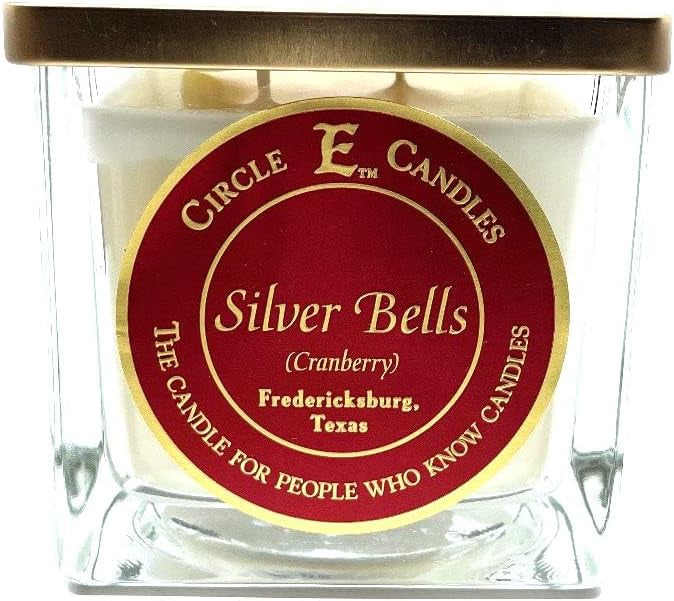 CIRCLE E™ CANDLES
Silver Bells
(Cranberry)
Fredericksburg,
Texas
THE CANDLE FOR PEOPLE WHO KNOW CANDLES